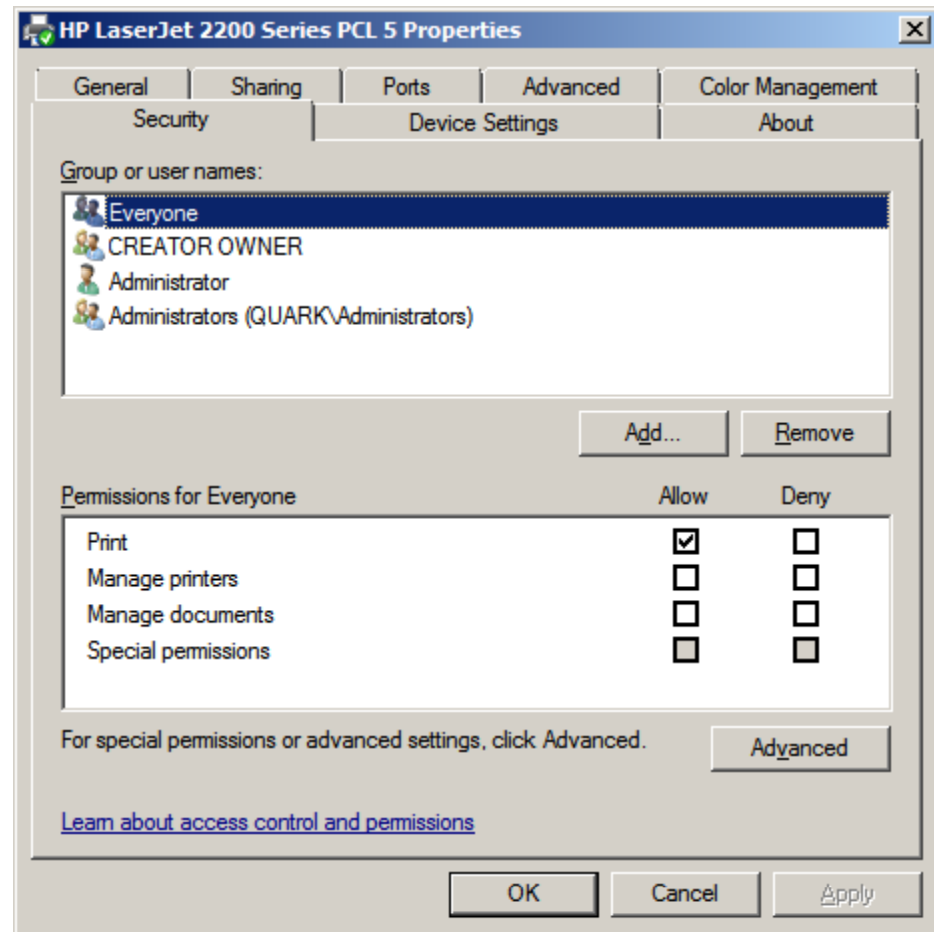 HP LaserJet 2200 Series PCL 5 Properties
General Sharing Ports Advanced Color Management
Security Device Settings About
Group or user names:
Everyone
CREATOR OWNER
Administrator
Administrators (QUARK\Administrators)
Add... Remove
Permissions for Everyone Allow Deny
Print
Manage printers
Manage documents
Special permissions
For special permissions or advanced settings, click Advanced. Advanced
Learn about access control and permissions
OK Cancel Apply